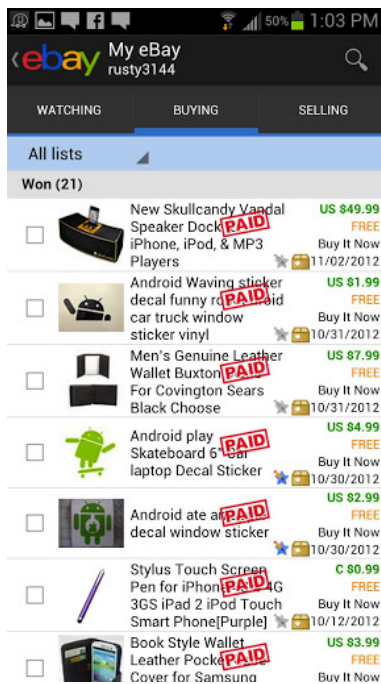 50% 1:03 PM
ebay My eBay
rusty3144
WATCHING BUYING SELLING
All lists
Won (21)
New Skullcandy Vandal US $49.99
Speaker Dock PAID FREE
iPhone, iPod, & MP3 Buy It Now
Players 11/02/2012
Android Waving sticker US $1.99
decal funny PAID FREE
car truck window Buy It Now
sticker vinyl 10/31/2012
Men's Genuine Leather US $7.99
Wallet Buxton PAID FREE
For Covington Sears Buy It Now
Black Choose 10/31/2012
US $4.99
Android play FREE
Skateboard 6" PAID Buy It Now
laptop Decal Sticker 10/30/2012
US $2.99
Android ate PAID FREE
decal window sticker Buy It Now
10/30/2012
Stylus Touch Screen C $0.99
Pen for PAID 4G FREE
3GS iPad 2 iPod Touch Buy It Now
Smart Phone[Purple] 10/12/2012
Book Style Wallet US $3.99
Leather PAID FREE
Cover for Samsung Buy It Now